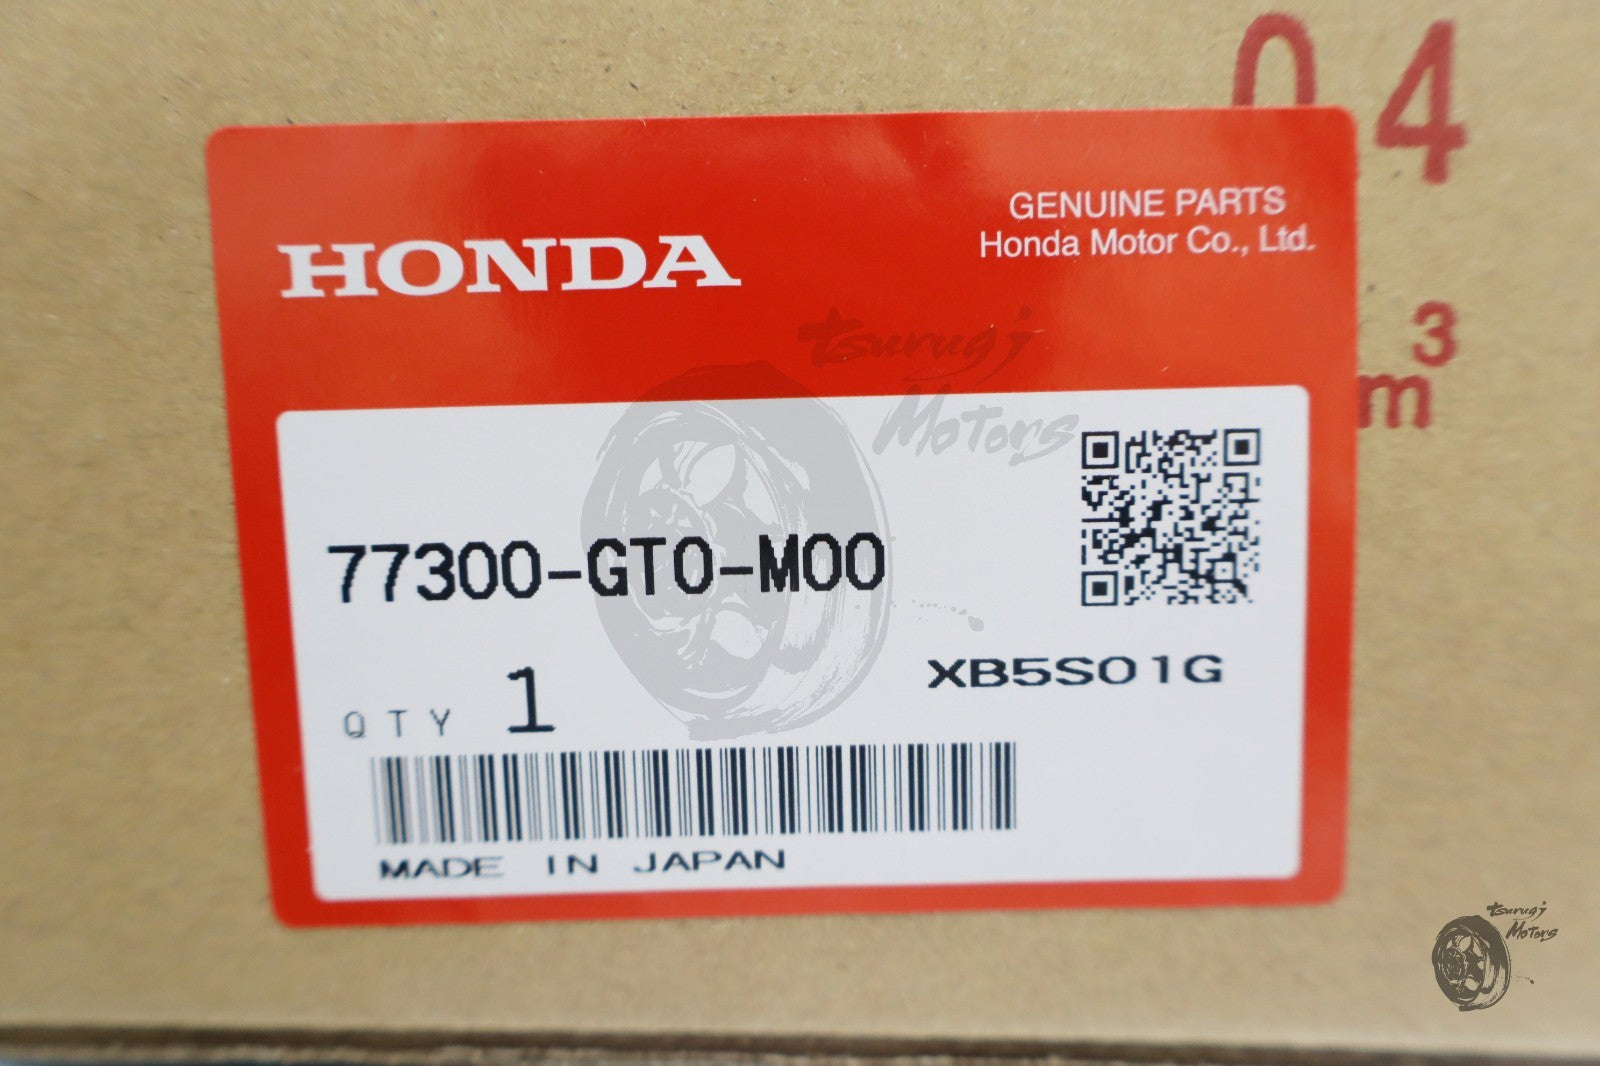 04
m3
HONDA
GENUINE PARTS
Honda Motor Co., Ltd.
tsurugi
Motors
77300-GT0-M00
XB5S01G
QTY 1
MADE IN JAPAN
tsurugi
Motors